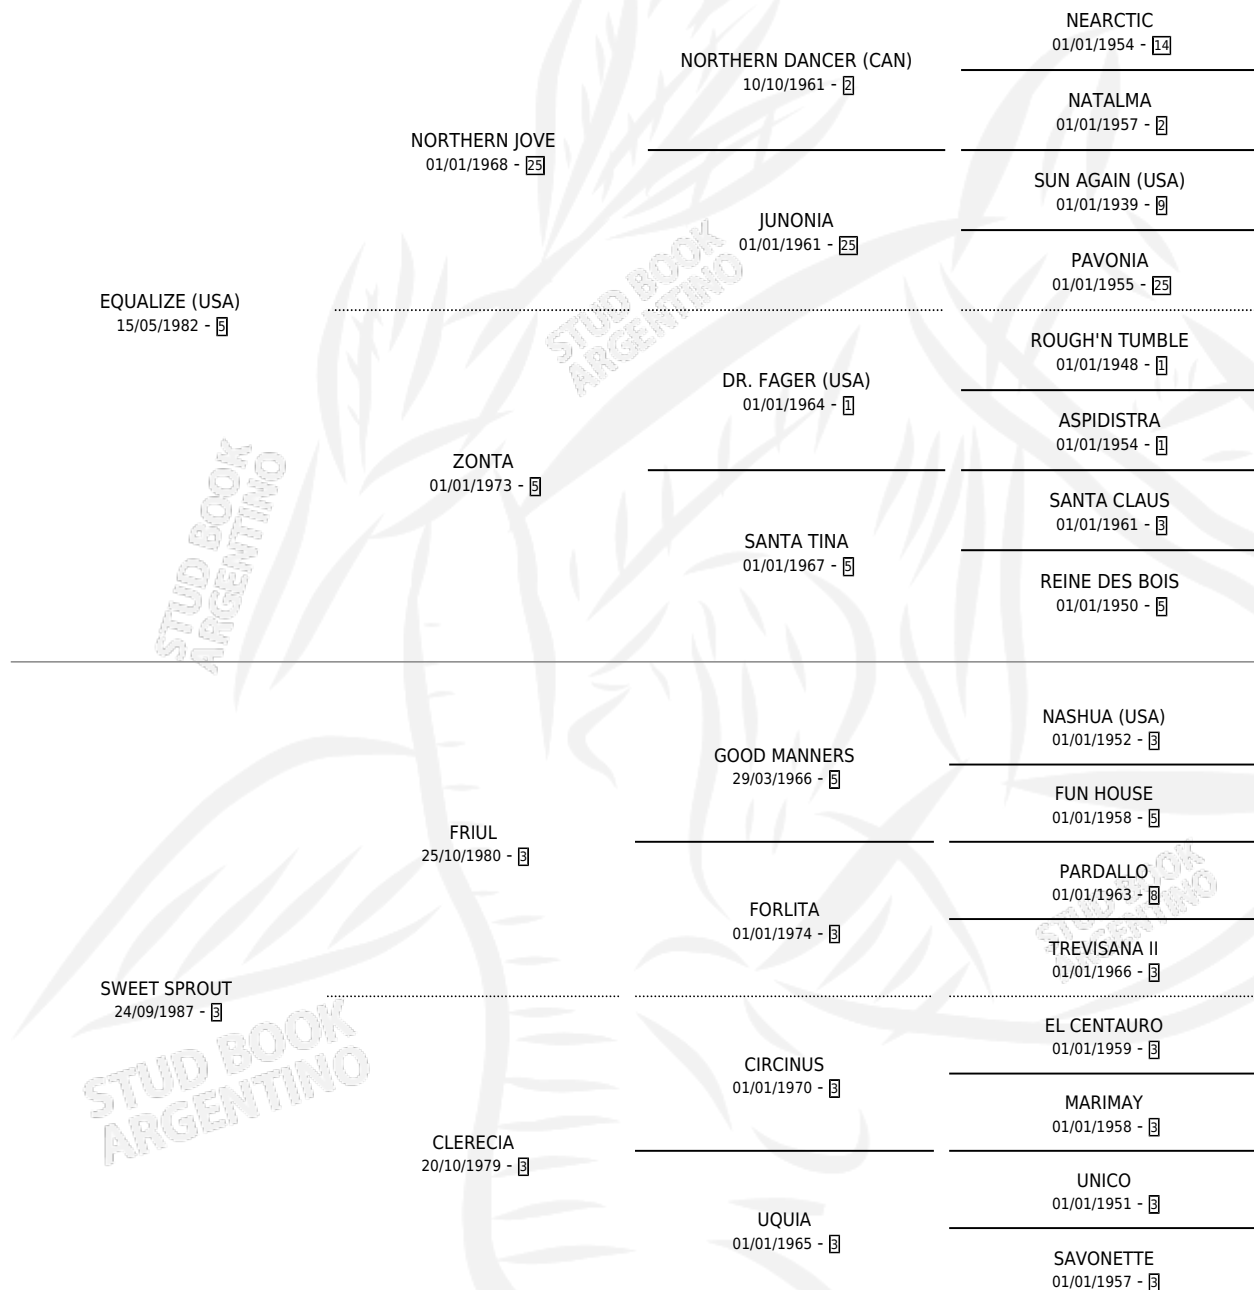 NEARCTIC
01/01/1954 - 14
NORTHERN DANCER (CAN)
10/10/1961 - 2
NATALMA
01/01/1957 - 2
NORTHERN JOVE
01/01/1968 - 25
SUN AGAIN (USA)
01/01/1939 - 9
JUNONIA
01/01/1961 - 25
PAVONIA
01/01/1955 - 25
EQUALIZE (USA)
15/05/1982 - 5
STUD BOOK
ARGENTINO
ROUGH'N TUMBLE
01/01/1948 - 1
DR. FAGER (USA)
01/01/1964 - 1
ASPIDISTRA
01/01/1954 - 1
ZONTA
01/01/1973 - 5
SANTA CLAUS
01/01/1961 - 3
SANTA TINA
01/01/1967 - 5
REINE DES BOIS
01/01/1950 - 5
STUD BOOK
ARGENTINO
NASHUA (USA)
01/01/1952 - 3
GOOD MANNERS
29/03/1966 - 5
FUN HOUSE
01/01/1958 - 5
FRIUL
25/10/1980 - 3
PARDALLO
01/01/1963 - 8
FORLITA
01/01/1974 - 3
TREVISANA II
01/01/1966 - 3
STUD BOOK
ARGENTINO
SWEET SPROUT
24/09/1987 - 3
STUD BOOK
ARGENTINO
EL CENTAURO
01/01/1959 - 3
CIRCINUS
01/01/1970 - 3
MARIMAY
01/01/1958 - 3
CLERECIA
20/10/1979 - 3
UNICO
01/01/1951 - 3
UQUIA
01/01/1965 - 3
SAVONETTE
01/01/1957 - 3